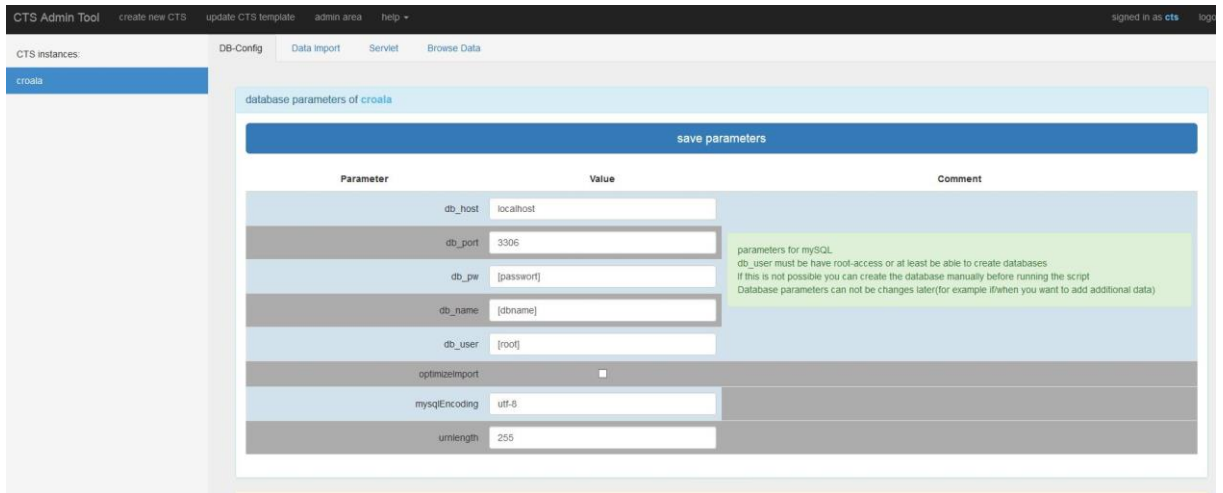 CTS Admin Tool create new CTS update CTS template admin area help signed in as cts logo
CTS instances:
croala
DB-Config Data import Servlet Browse Data
database parameters of croala
save parameters
Parameter Value Comment
db_host localhost
db_port 3306
db_pw [passwort]
db_name [dbname]
db_user [root]
parameters for mySQL
db_user must be have root-access or at least be able to create databases
If this is not possible you can create the database manually before running the script
Database parameters can not be changes later(for example if/when you want to add additional data)
optimizeImport
mysqlEncoding utf-8
urnlength 255